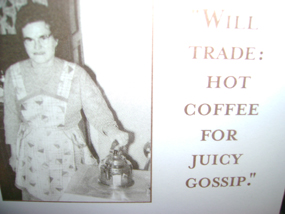 "WILL
TRADE:
HOT
COFFEE
FOR
JUICY
GOSSIP."